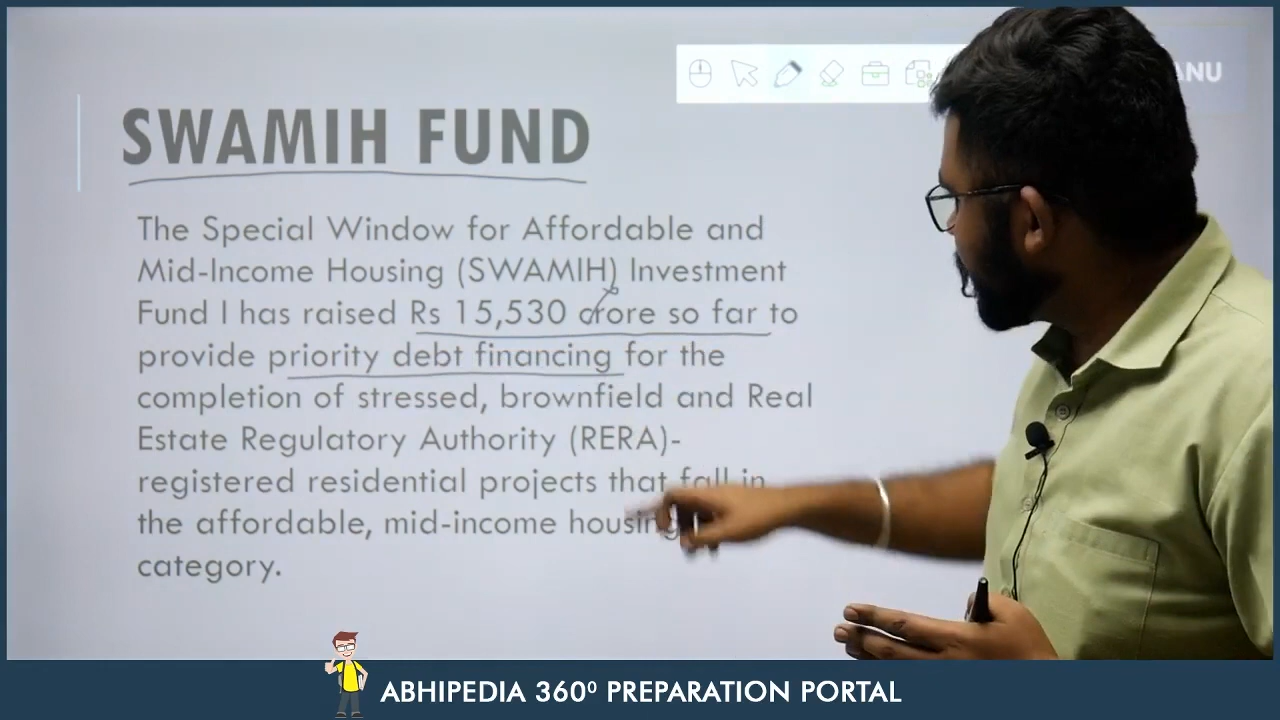 ANU
SWAMIH FUND
The Special Window for Affordable and
Mid-Income Housing (SWAMIH) Investment
Fund I has raised Rs 15,530 crore so far to
provide priority debt financing for the
completion of stressed, brownfield and Real
Estate Regulatory Authority (RERA)-
registered residential projects that fall in
the affordable, mid-income housing
category.
ABHIPEDIA 360⁰ PREPARATION PORTAL